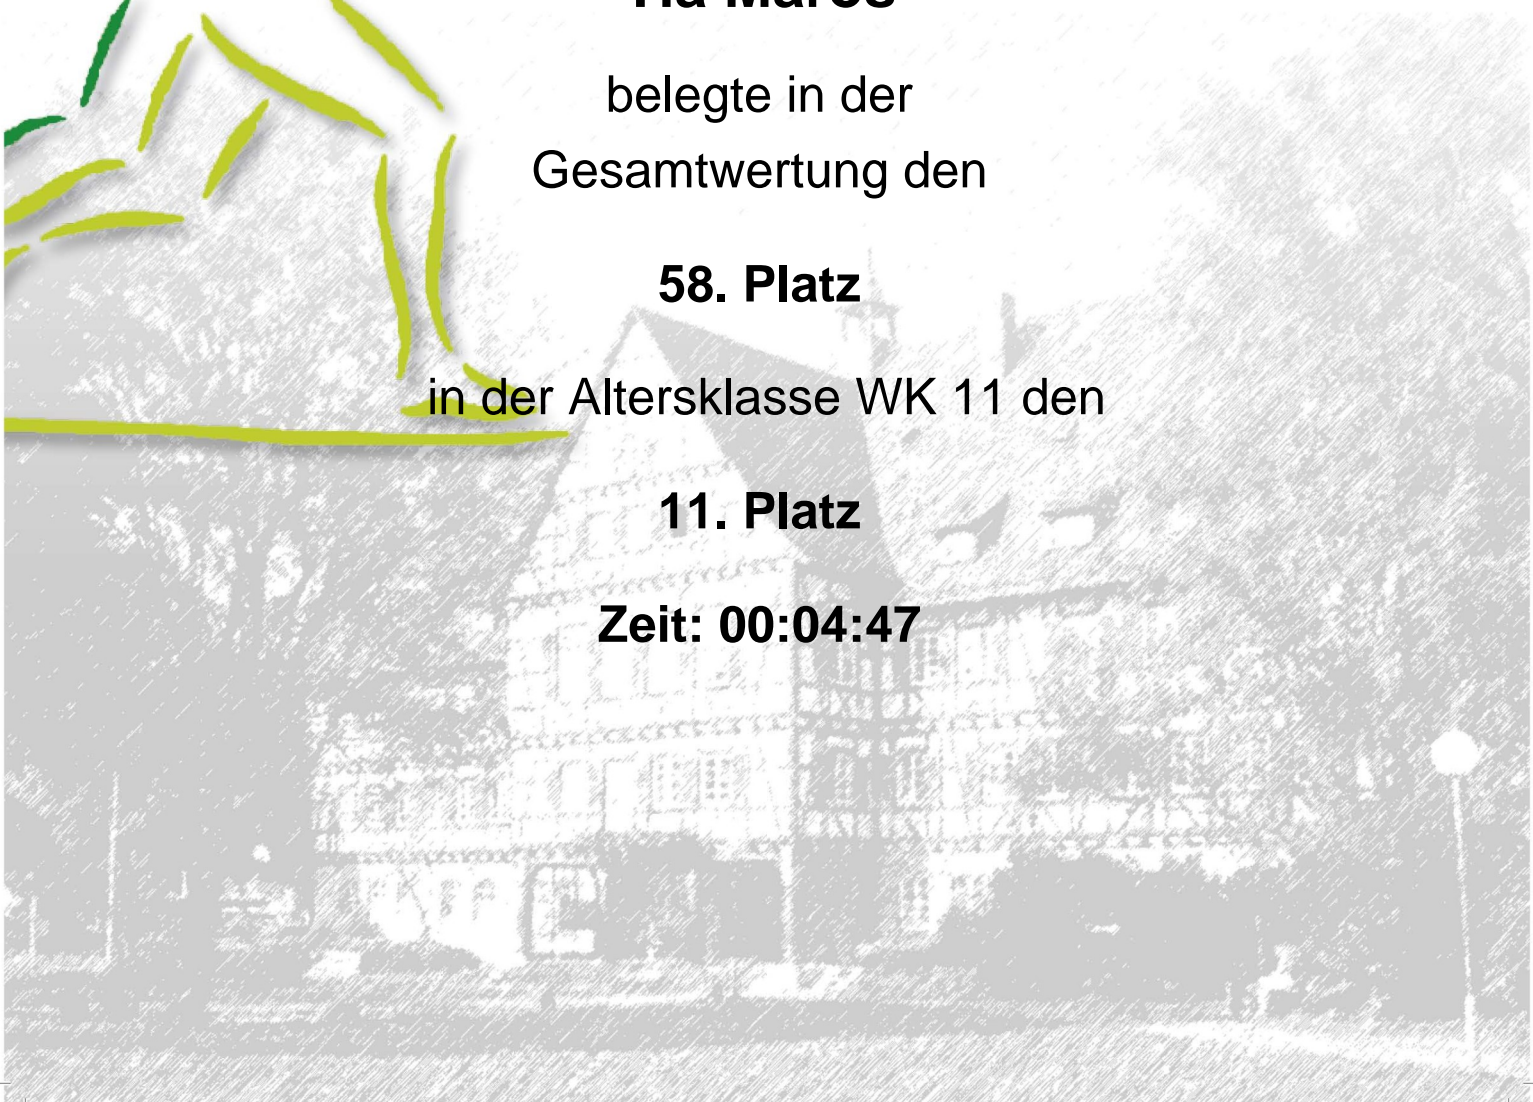 belegte in der
Gesamtwertung den
58. Platz
in der Altersklasse WK 11 den
11. Platz
Zeit: 00:04:47